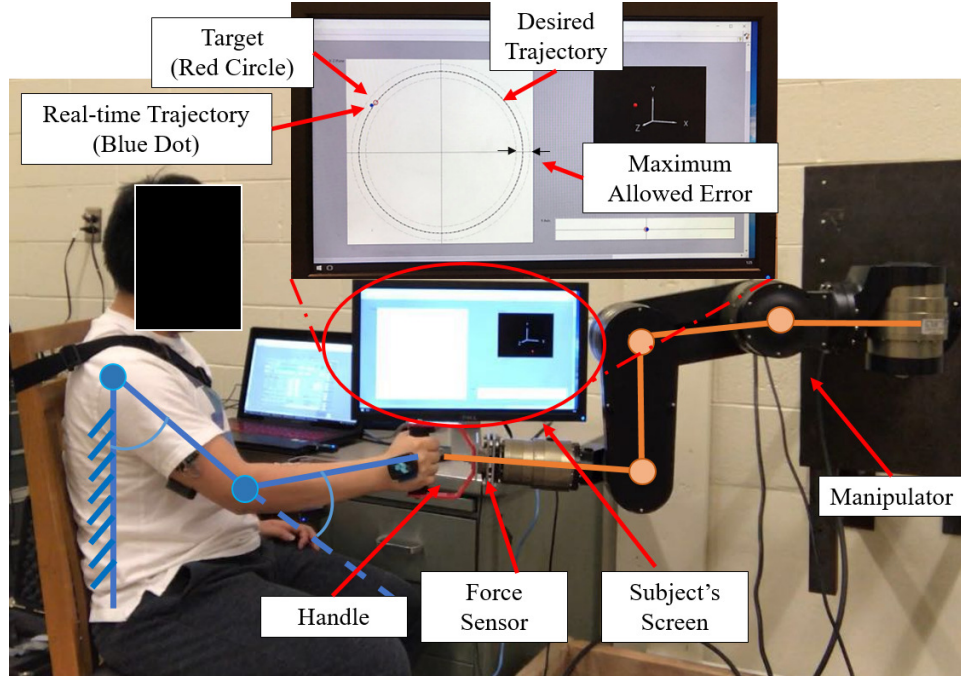 Target
(Red Circle)
Desired
Trajectory
Real-time Trajectory
(Blue Dot)
Y
X
Z
Maximum
Allowed Error
Manipulator
Handle
Force
Sensor
Subject's
Screen